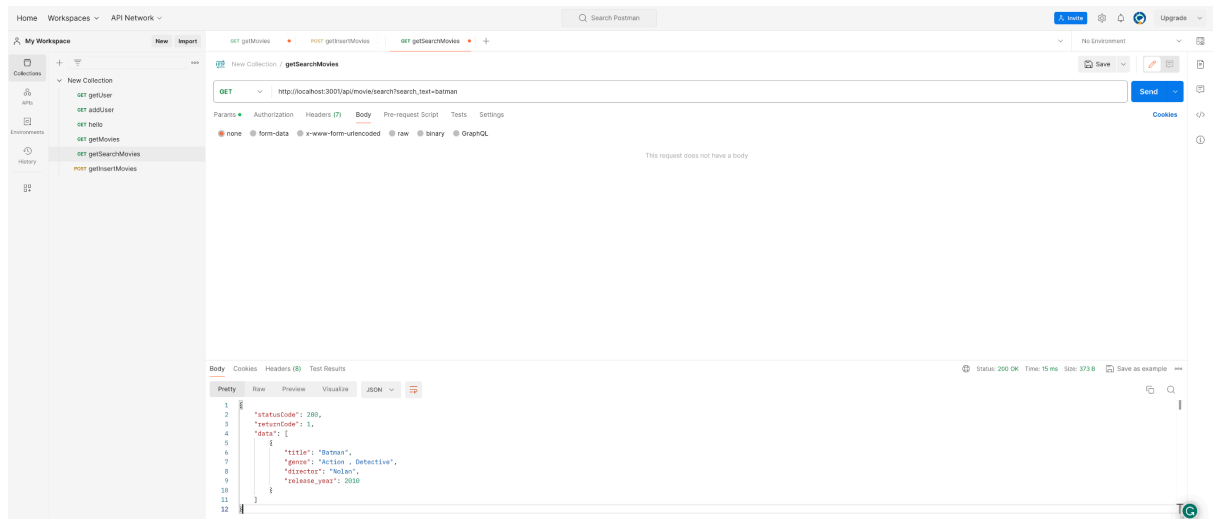 Home Workspaces API Network Search Postman Invite Upgrade
My Workspace New Import GET getMovies POST getInsertMovies GET getSearchMovies No Environment
Collections
APIs
Environments
History
New Collection
GET getUser
GET addUser
GET hello
GET getMovies
GET getSearchMovies
POST getInsertMovies
New Collection / getSearchMovies Save
GET http://localhost:3001/api/movie/search?search_text=batman Send
Params Authorization Headers (7) Body Pre-request Script Tests Settings Cookies
none form-data x-www-form-urlencoded raw binary GraphQL
This request does not have a body
Body Cookies Headers (8) Test Results Status: 200 OK Time: 15 ms Size: 373 B Save as example
Pretty Raw Preview Visualize JSON
1 {
2 "statusCode": 200,
3 "returnCode": 1,
4 "data": [
5 {
6 "title": "Batman",
7 "genre": "Action , Detective",
8 "director": "Nolan",
9 "release_year": 2010
10 }
11 ]
12 }